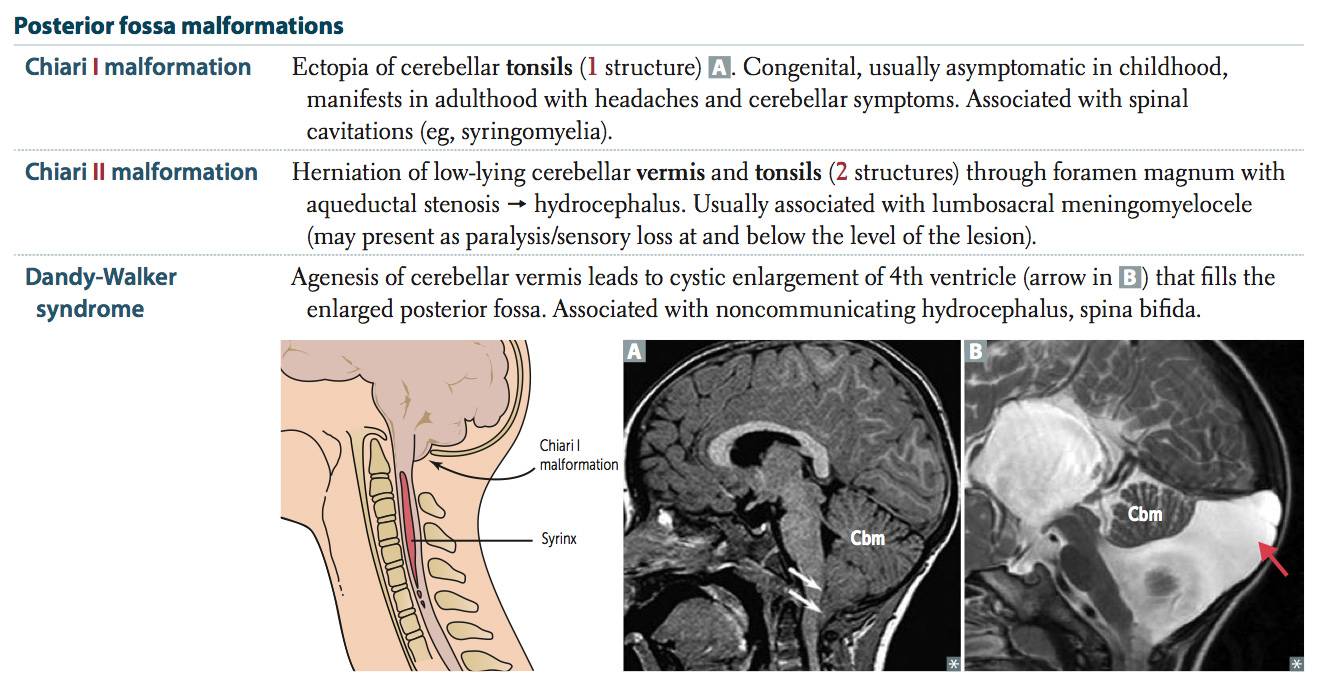 Posterior fossa malformations
Chiari I malformation
Ectopia of cerebellar tonsils (1 structure) A. Congenital, usually asymptomatic in childhood,
manifests in adulthood with headaches and cerebellar symptoms. Associated with spinal
cavitations (eg, syringomyelia).
Chiari II malformation
Herniation of low-lying cerebellar vermis and tonsils (2 structures) through foramen magnum with
aqueductal stenosis → hydrocephalus. Usually associated with lumbosacral meningomyelocele
(may present as paralysis/sensory loss at and below the level of the lesion).
Dandy-Walker
syndrome
Agenesis of cerebellar vermis leads to cystic enlargement of 4th ventricle (arrow in B) that fills the
enlarged posterior fossa. Associated with noncommunicating hydrocephalus, spina bifida.
Chiari I
malformation
Syrinx
A
Cbm
*
B
Cbm
*